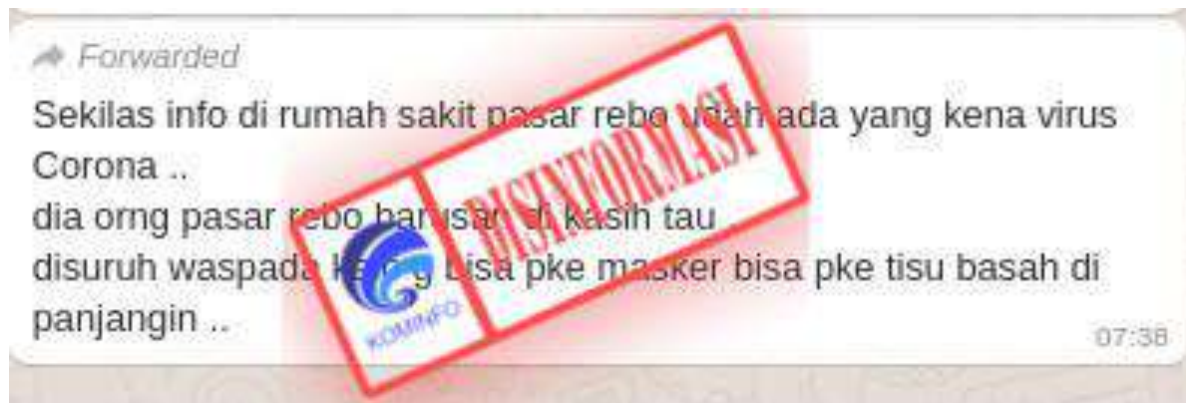 Forwarded
Sekilas info di rumah sakit pasar rebo udah ada yang kena virus
Corona ..
dia orng pasar rebo barusan di kasih tau
disuruh waspada bisa pke masker bisa pke tisu basah di
panjangin ..
07:38
DISINFORMASI
KOMINFO